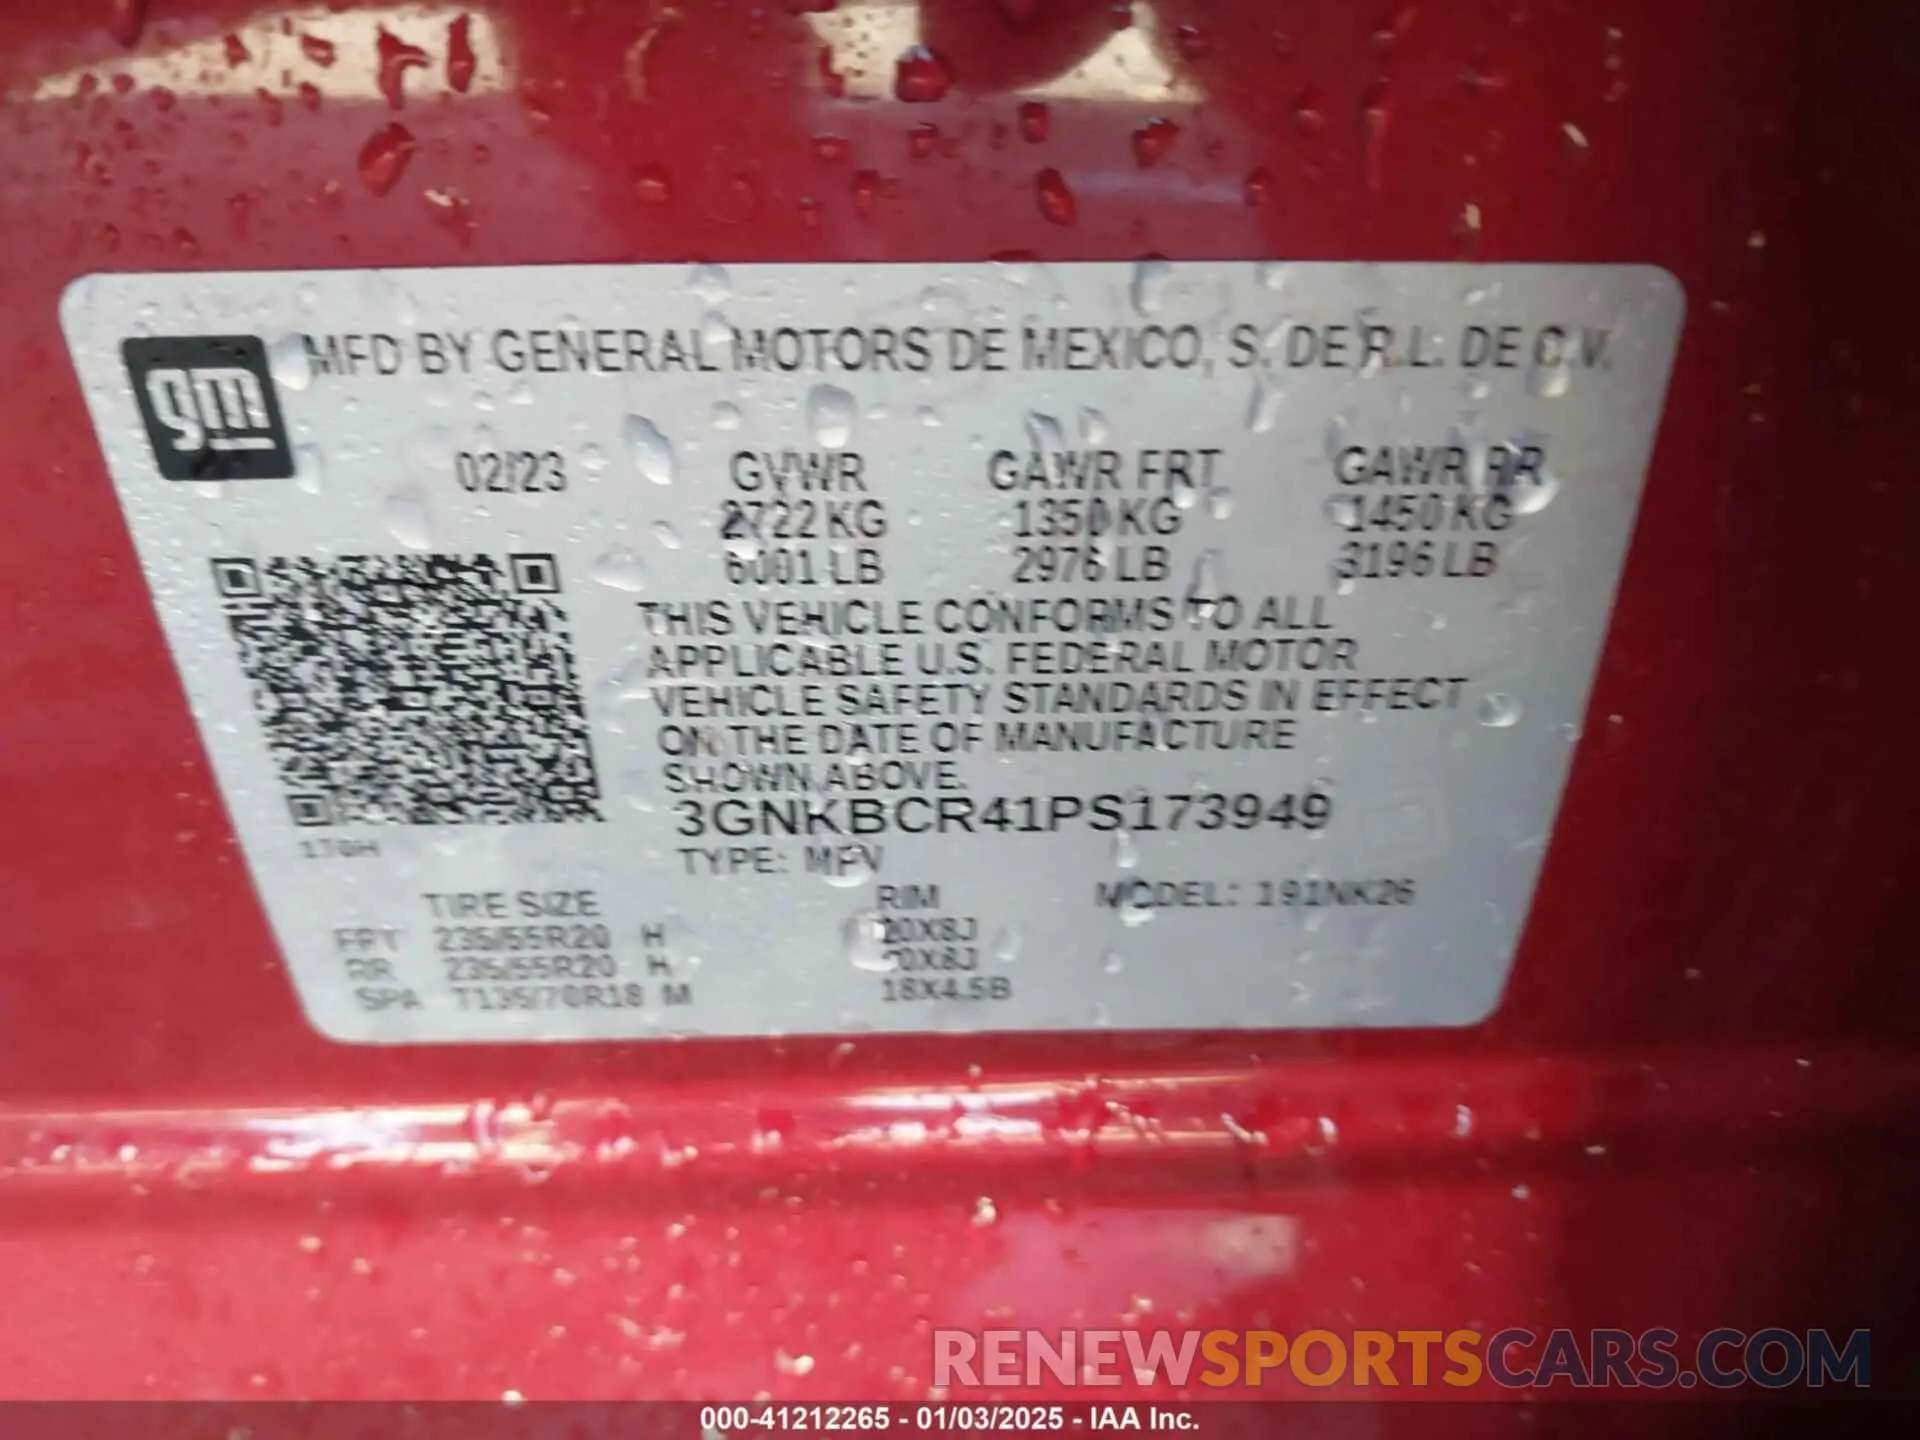 gm
MFD BY GENERAL MOTORS DE MEXICO, S. DE R.L. DE C.V.
02/23 GVWR GAWR FRT GAWR RR
2722 KG 1350 KG 1450 KG
6001 LB 2976 LB 3196 LB
THIS VEHICLE CONFORMS TO ALL
APPLICABLE U.S. FEDERAL MOTOR
VEHICLE SAFETY STANDARDS IN EFFECT
ON THE DATE OF MANUFACTURE
SHOWN ABOVE.
3GNKBCR41PS173949
TYPE: MPV
TIRE SIZE RIM MODEL: 191NK26
FRT 235/55R20 H 20X8J
RR 235/55R20 H 20X8J
SPA T135/70R18 M 18X4.5B
RENEWSPORTSCARS.COM
000-41212265 - 01/03/2025 - IAA Inc.